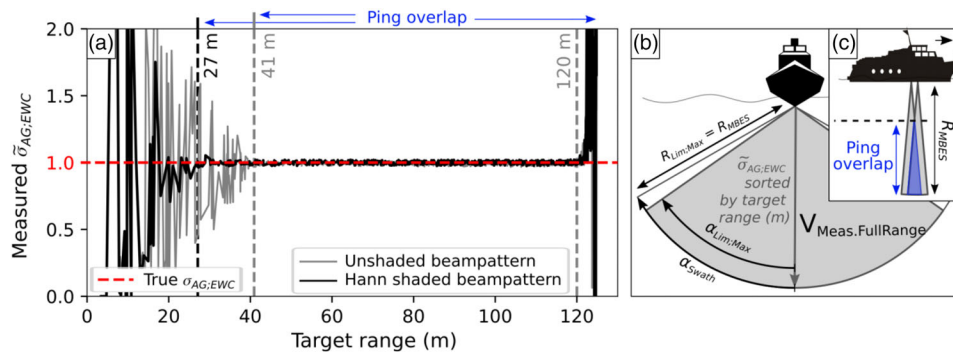 Ping overlap
(a)
27 m
41 m
120 m
Measured σ̃AG;EWC
2.0
1.5
1.0
0.5
0.0
True σAG;EWC
Unshaded beampattern
Hann shaded beampattern
0 20 40 60 80 100 120
Target range (m)
(b)
RLim;Max = RMBES
σ̃AG;EWC
sorted
by target
range (m)
αLim;Max
αSwath
VMeas.FullRange
(c)
Ping
overlap
RMBES